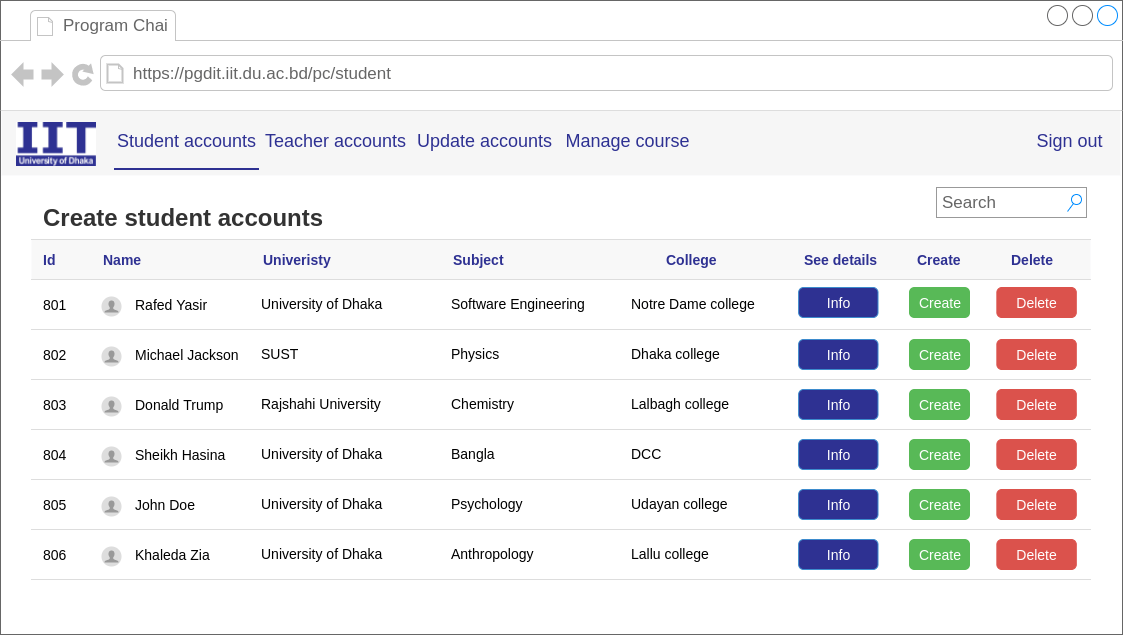 Program Chai
https://pgdit.iit.du.ac.bd/pc/student
IIT
University of Dhaka
Student accounts Teacher accounts Update accounts Manage course Sign out
Search
Create student accounts
Id Name Univeristy Subject College See details Create Delete
801 Rafed Yasir University of Dhaka Software Engineering Notre Dame college Info Create Delete
802 Michael Jackson SUST Physics Dhaka college Info Create Delete
803 Donald Trump Rajshahi University Chemistry Lalbagh college Info Create Delete
804 Sheikh Hasina University of Dhaka Bangla DCC Info Create Delete
805 John Doe University of Dhaka Psychology Udayan college Info Create Delete
806 Khaleda Zia University of Dhaka Anthropology Lallu college Info Create Delete